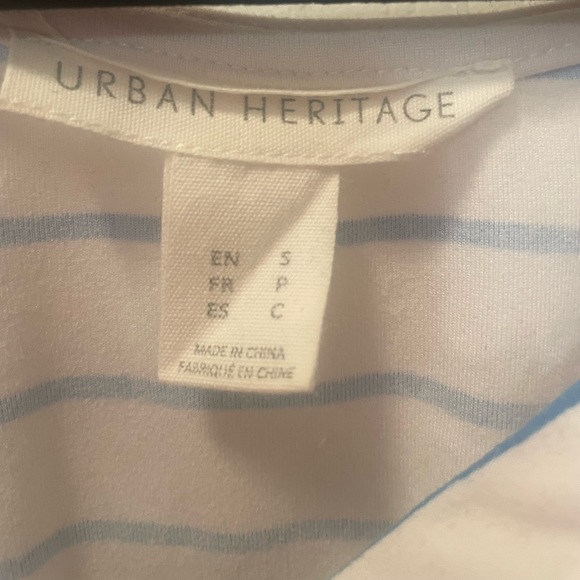 URBAN HERITAGE
EN S
FR P
ES C
MADE IN CHINA
FABRIQUÉ EN CHINE